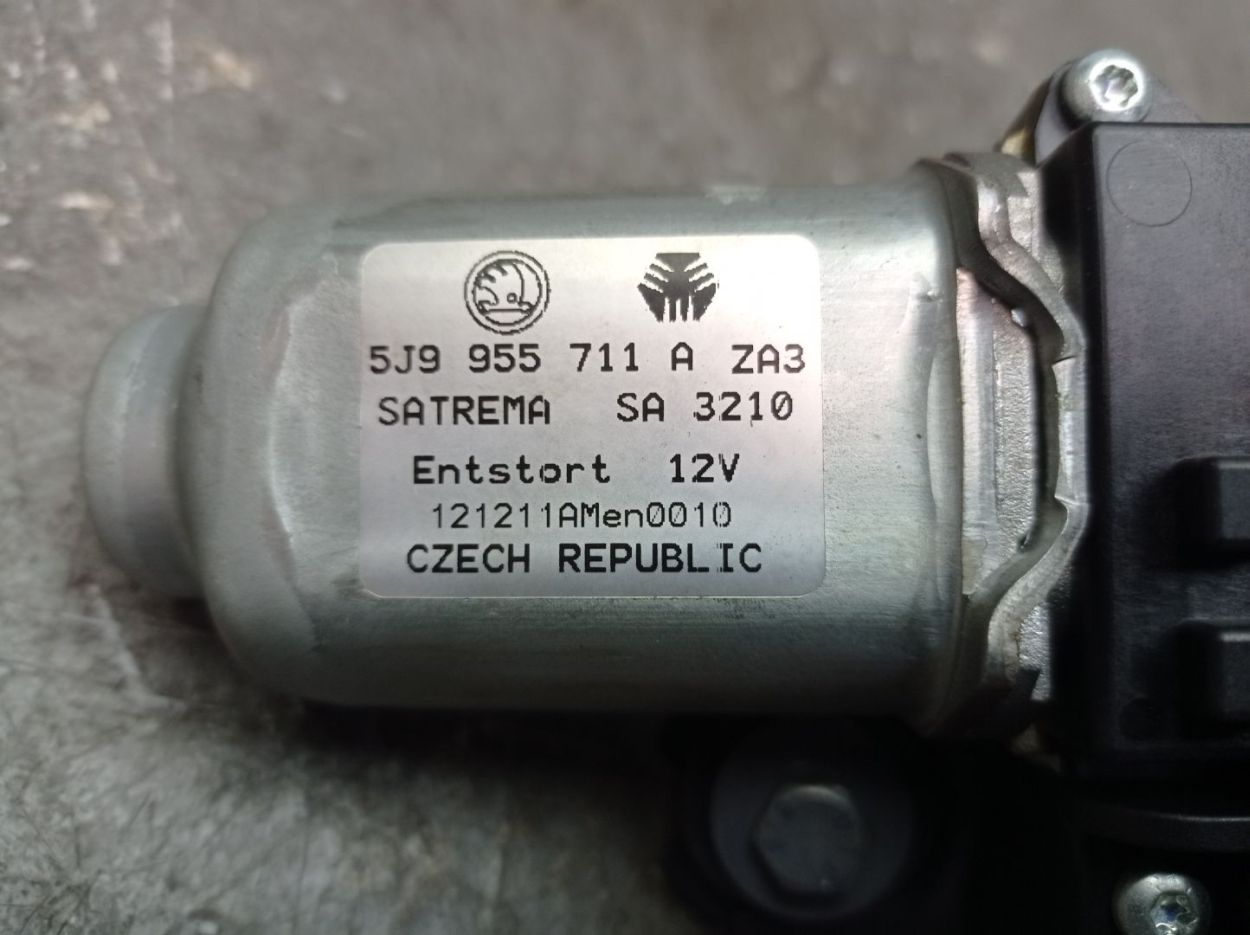 5J9 955 711 A ZA3
SATREMA SA 3210
Entstort 12V
121211AMen0010
CZECH REPUBLIC